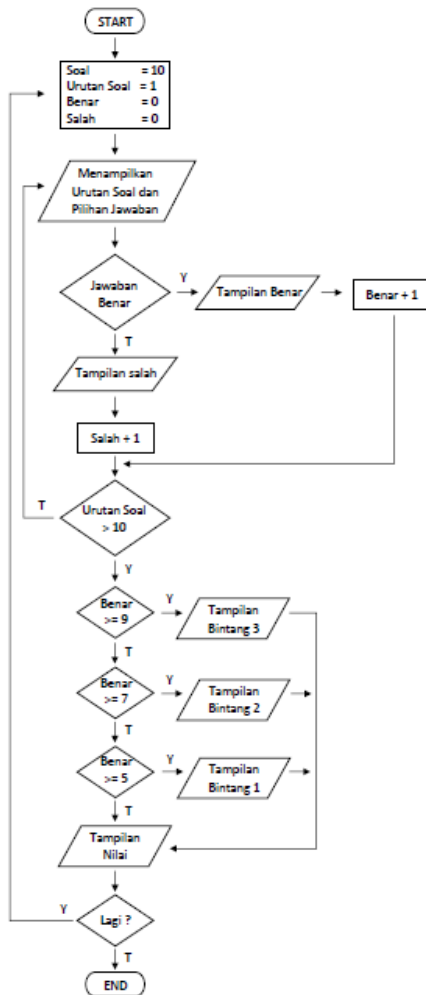 START
Soal = 10
Urutan Soal = 1
Benar = 0
Salah = 0
Menampilkan
Urutan Soal dan
Pilihan Jawaban
Jawaban
Benar
Y
Tampilan Benar
Benar + 1
T
Tampilan salah
Salah + 1
T
Urutan Soal
> 10
Y
Benar
>= 9
Y
Tampilan
Bintang 3
T
Benar
>= 7
Y
Tampilan
Bintang 2
T
Benar
>= 5
Y
Tampilan
Bintang 1
T
Tampilan
Nilai
Y
Lagi ?
T
END